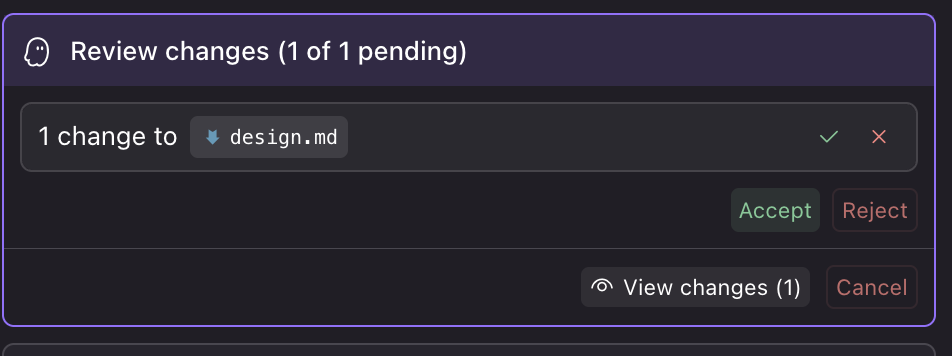 Review changes (1 of 1 pending)
1 change to design.md
Accept Reject
View changes (1) Cancel